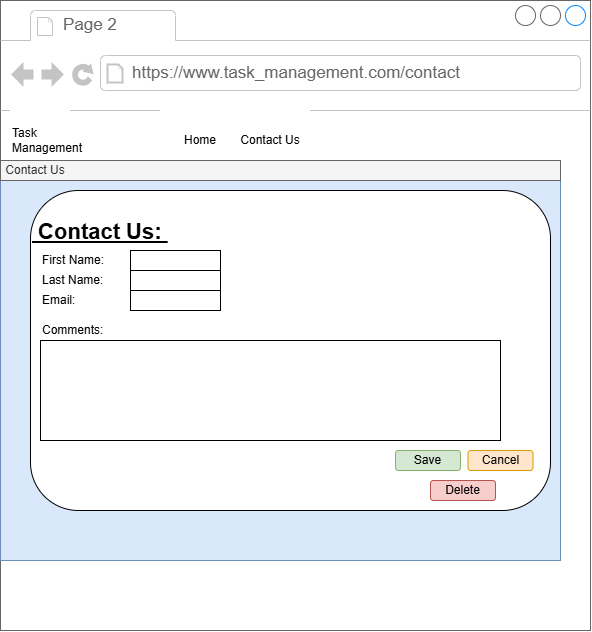 Page 2
https://www.task_management.com/contact
Task
Management
Home
Contact Us
Contact Us
Contact Us:
First Name:
Last Name:
Email:
Comments:
Save
Cancel
Delete